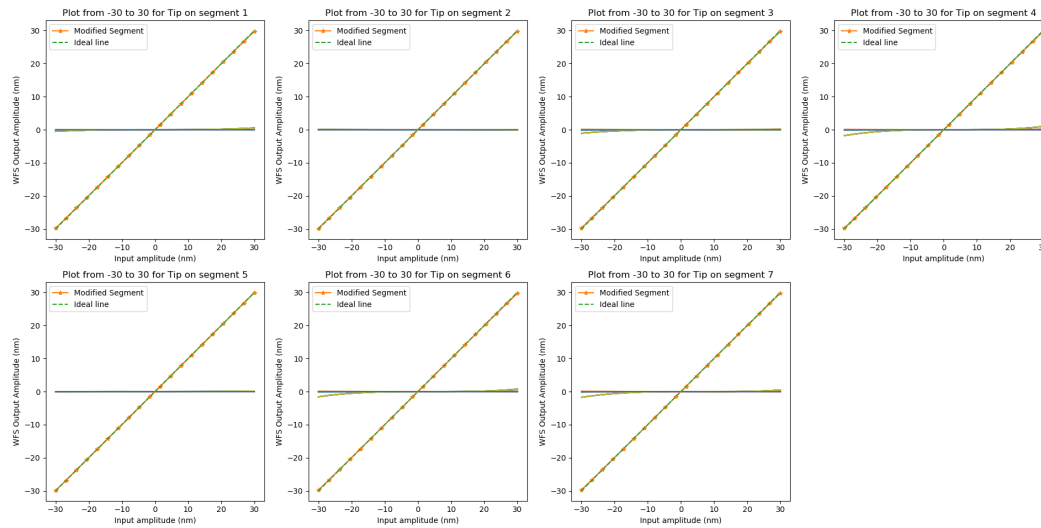 Plot from -30 to 30 for Tip on segment 1
Modified Segment
Ideal line
30
20
10
0
−10
−20
−30
WFS Output Amplitude (nm)
−30 −20 −10 0 10 20 30
Input amplitude (nm)
Plot from -30 to 30 for Tip on segment 2
Modified Segment
Ideal line
30
20
10
0
−10
−20
−30
WFS Output Amplitude (nm)
−30 −20 −10 0 10 20 30
Input amplitude (nm)
Plot from -30 to 30 for Tip on segment 3
Modified Segment
Ideal line
30
20
10
0
−10
−20
−30
WFS Output Amplitude (nm)
−30 −20 −10 0 10 20 30
Input amplitude (nm)
Plot from -30 to 30 for Tip on segment 4
Modified Segment
Ideal line
30
20
10
0
−10
−20
−30
WFS Output Amplitude (nm)
−30 −20 −10 0 10 20
Input amplitude (nm)
Plot from -30 to 30 for Tip on segment 5
Modified Segment
Ideal line
30
20
10
0
−10
−20
−30
WFS Output Amplitude (nm)
−30 −20 −10 0 10 20 30
Input amplitude (nm)
Plot from -30 to 30 for Tip on segment 6
Modified Segment
Ideal line
30
20
10
0
−10
−20
−30
WFS Output Amplitude (nm)
−30 −20 −10 0 10 20 30
Input amplitude (nm)
Plot from -30 to 30 for Tip on segment 7
Modified Segment
Ideal line
30
20
10
0
−10
−20
−30
WFS Output Amplitude (nm)
−30 −20 −10 0 10 20 30
Input amplitude (nm)